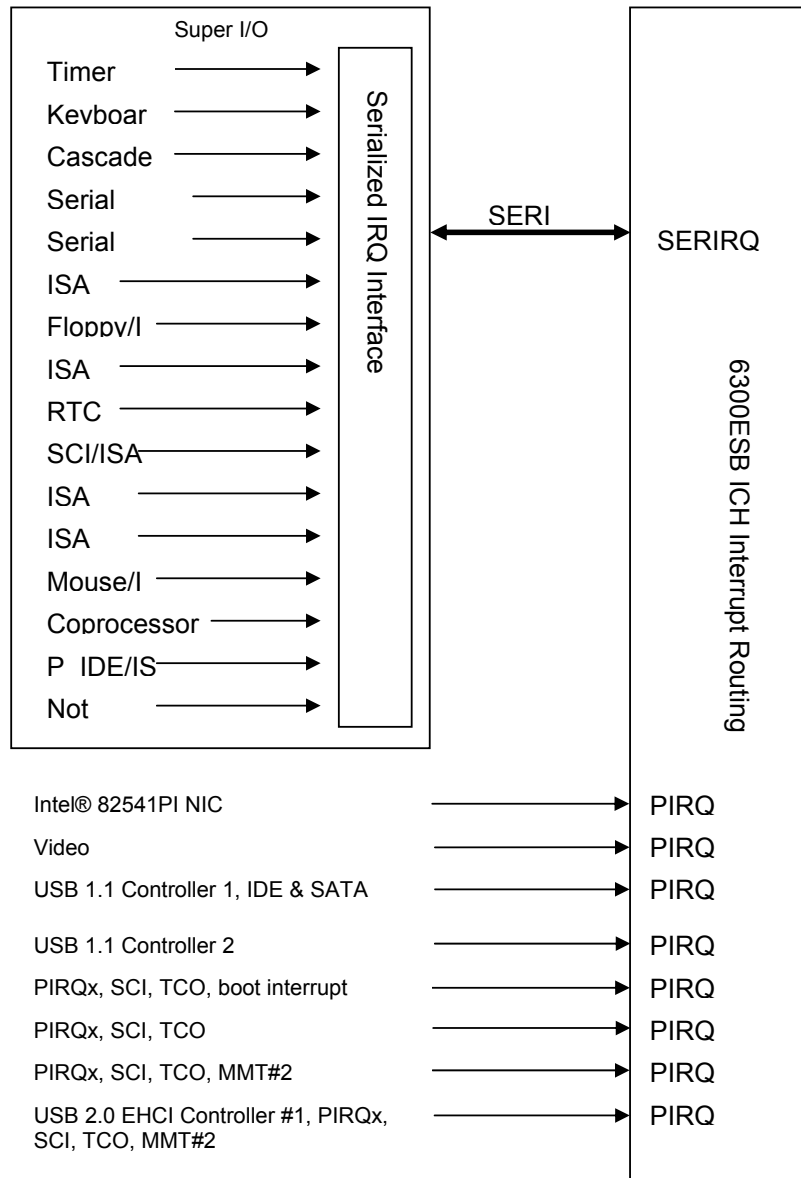 Super I/O
Timer
Keyboar
Cascade
Serial
Serial
ISA
Floppy/I
ISA
RTC
SCI/ISA
ISA
ISA
Mouse/I
Coprocessor
P IDE/IS
Not
Serialized IRQ Interface
SERI
SERIRQ
6300ESB ICH Interrupt Routing
Intel® 82541PI NIC
PIRQ
Video
PIRQ
USB 1.1 Controller 1, IDE & SATA
PIRQ
USB 1.1 Controller 2
PIRQ
PIRQx, SCI, TCO, boot interrupt
PIRQ
PIRQx, SCI, TCO
PIRQ
PIRQx, SCI, TCO, MMT#2
PIRQ
USB 2.0 EHCI Controller #1, PIRQx,
SCI, TCO, MMT#2
PIRQ